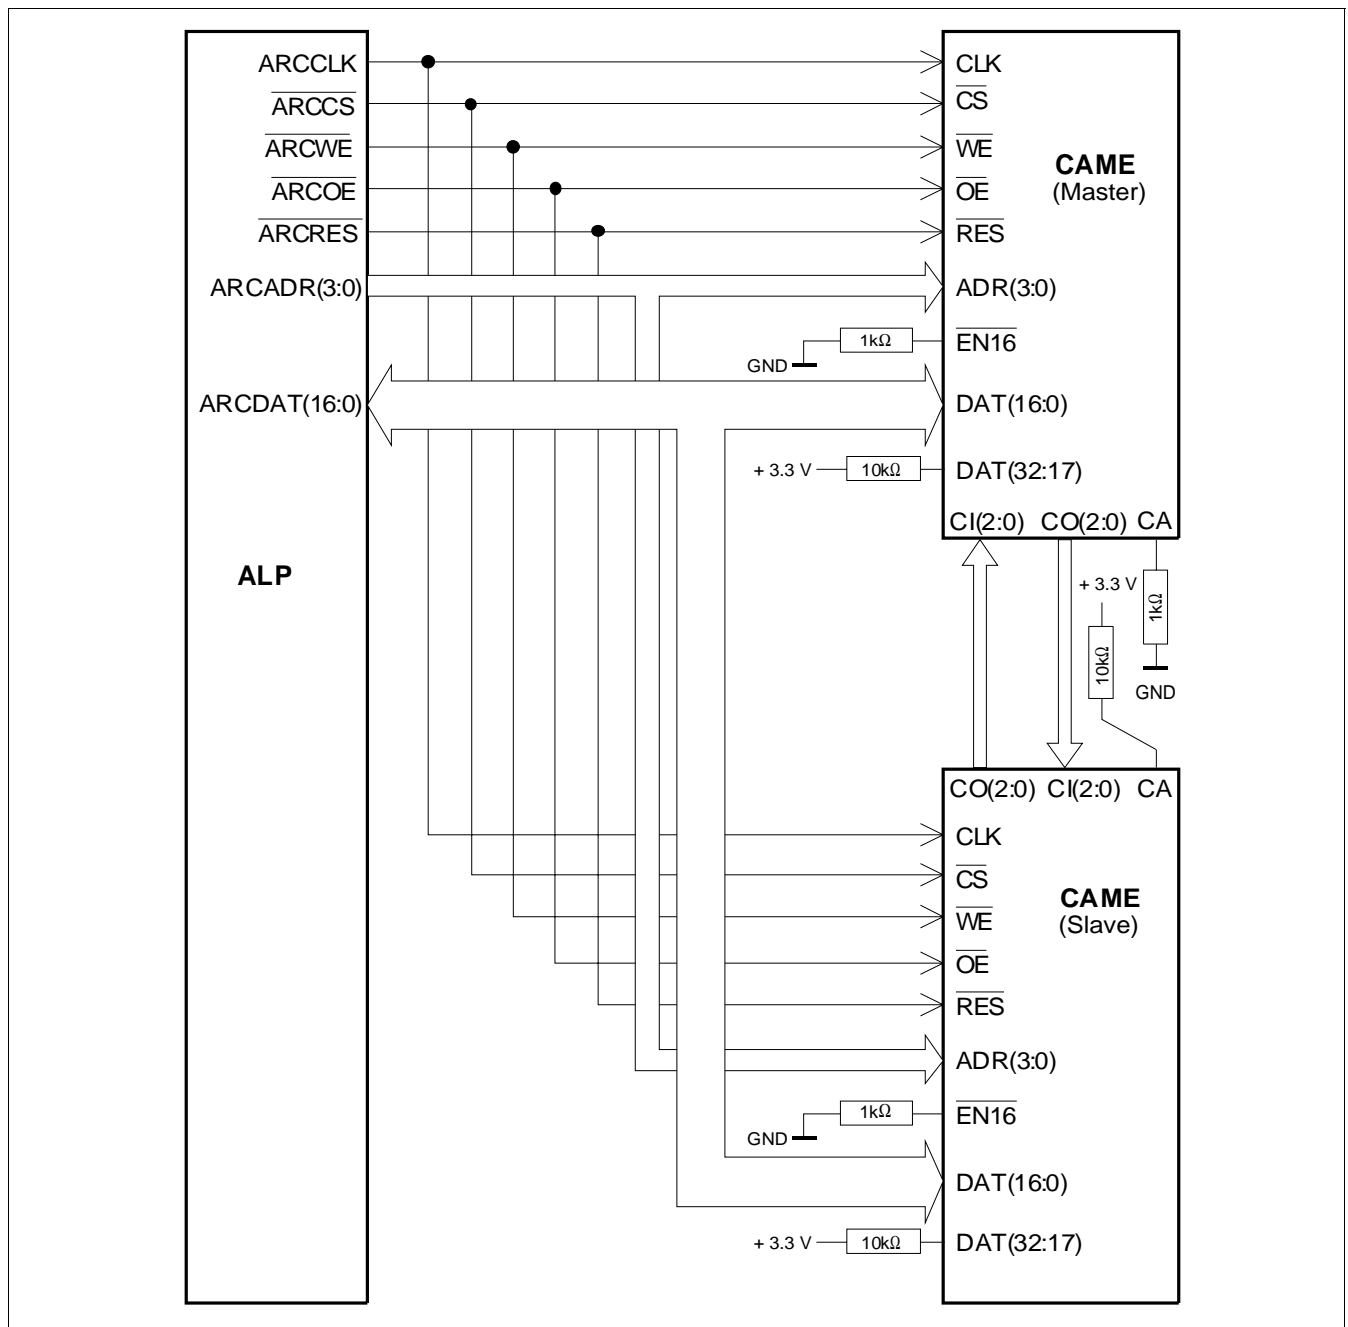 ARCCLK
ARCCS
ARCWE
ARCOE
ARCRES
ARCADR(3:0)
ARCDAT(16:0)
ALP
CLK
CS
WE
OE
RES
ADR(3:0)
EN16
DAT(16:0)
DAT(32:17)
CI(2:0) CO(2:0) CA
CAME
(Master)
1kΩ
GND
+ 3.3 V
10kΩ
+ 3.3 V
10kΩ
1kΩ
GND
CO(2:0) CI(2:0) CA
CLK
CS
WE
OE
RES
ADR(3:0)
EN16
DAT(16:0)
DAT(32:17)
CAME
(Slave)
1kΩ
GND
+ 3.3 V
10kΩ